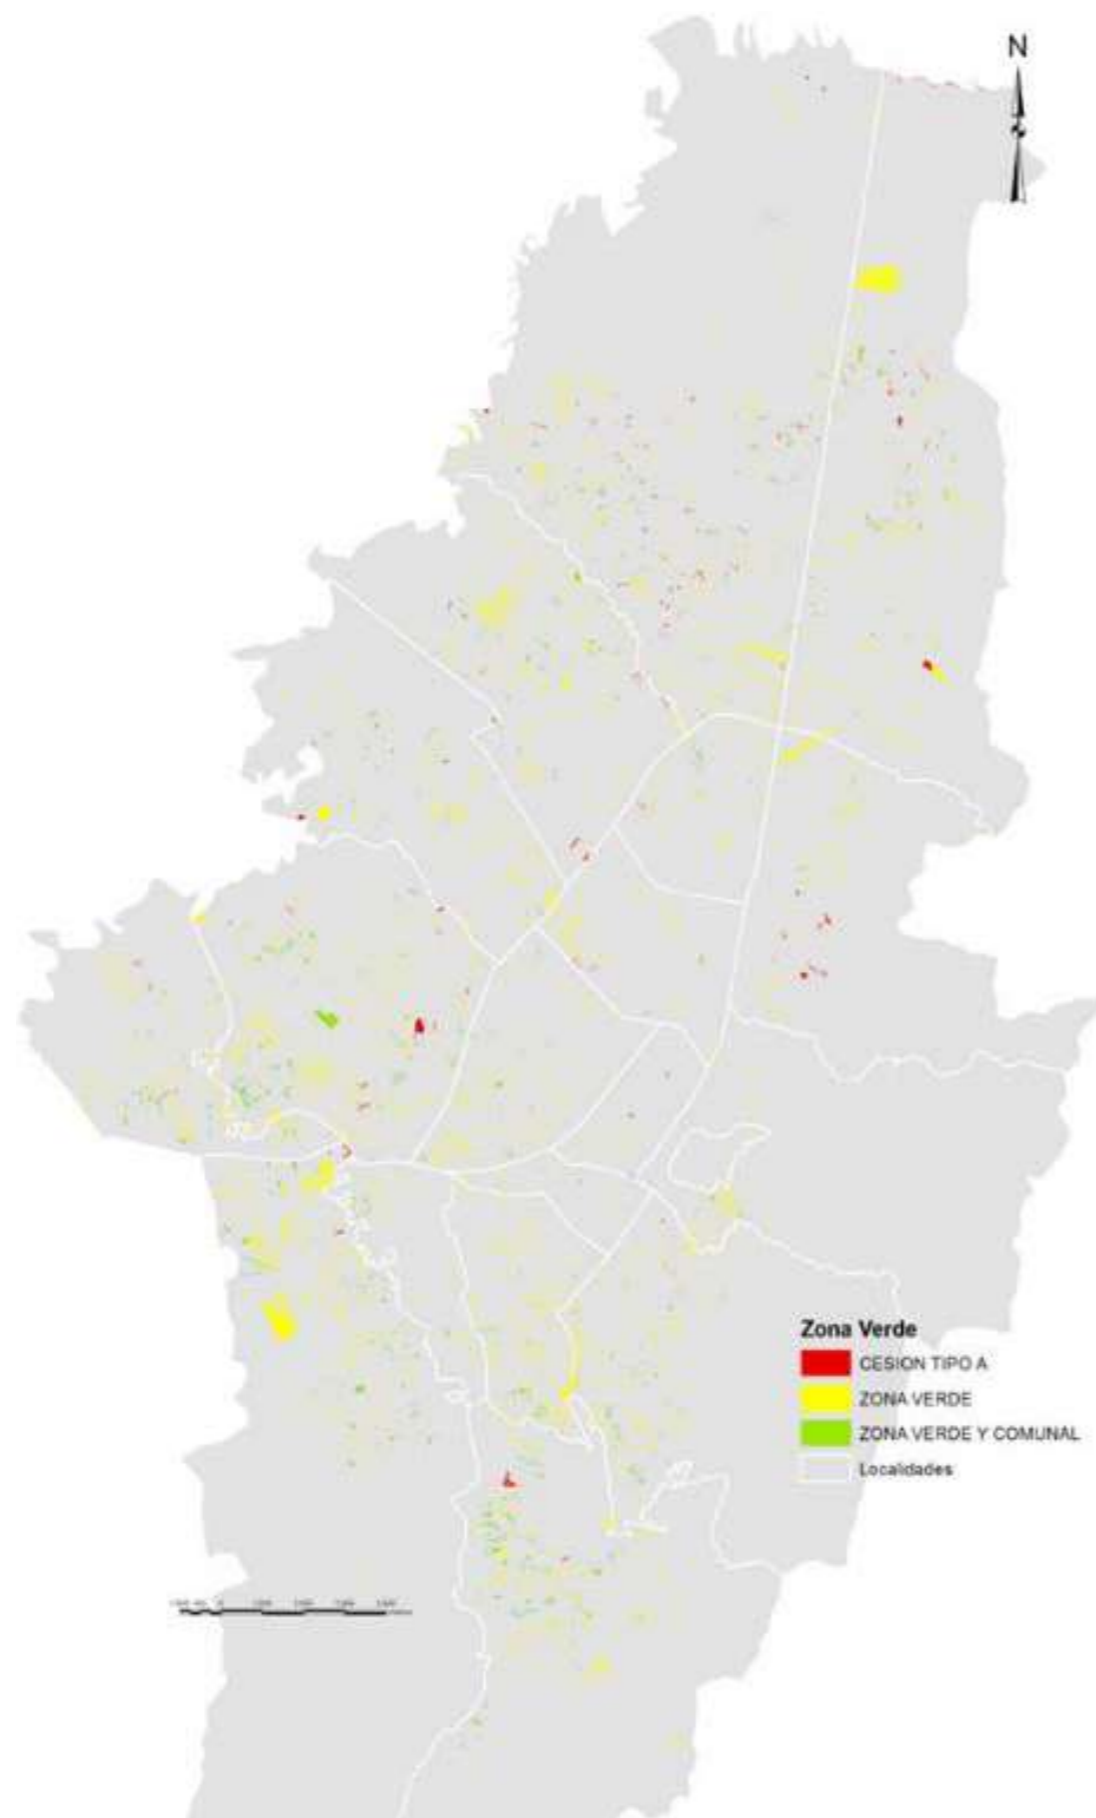 N
Zona Verde
CESION TIPO A
ZONA VERDE
ZONA VERDE Y COMUNAL
Localidades